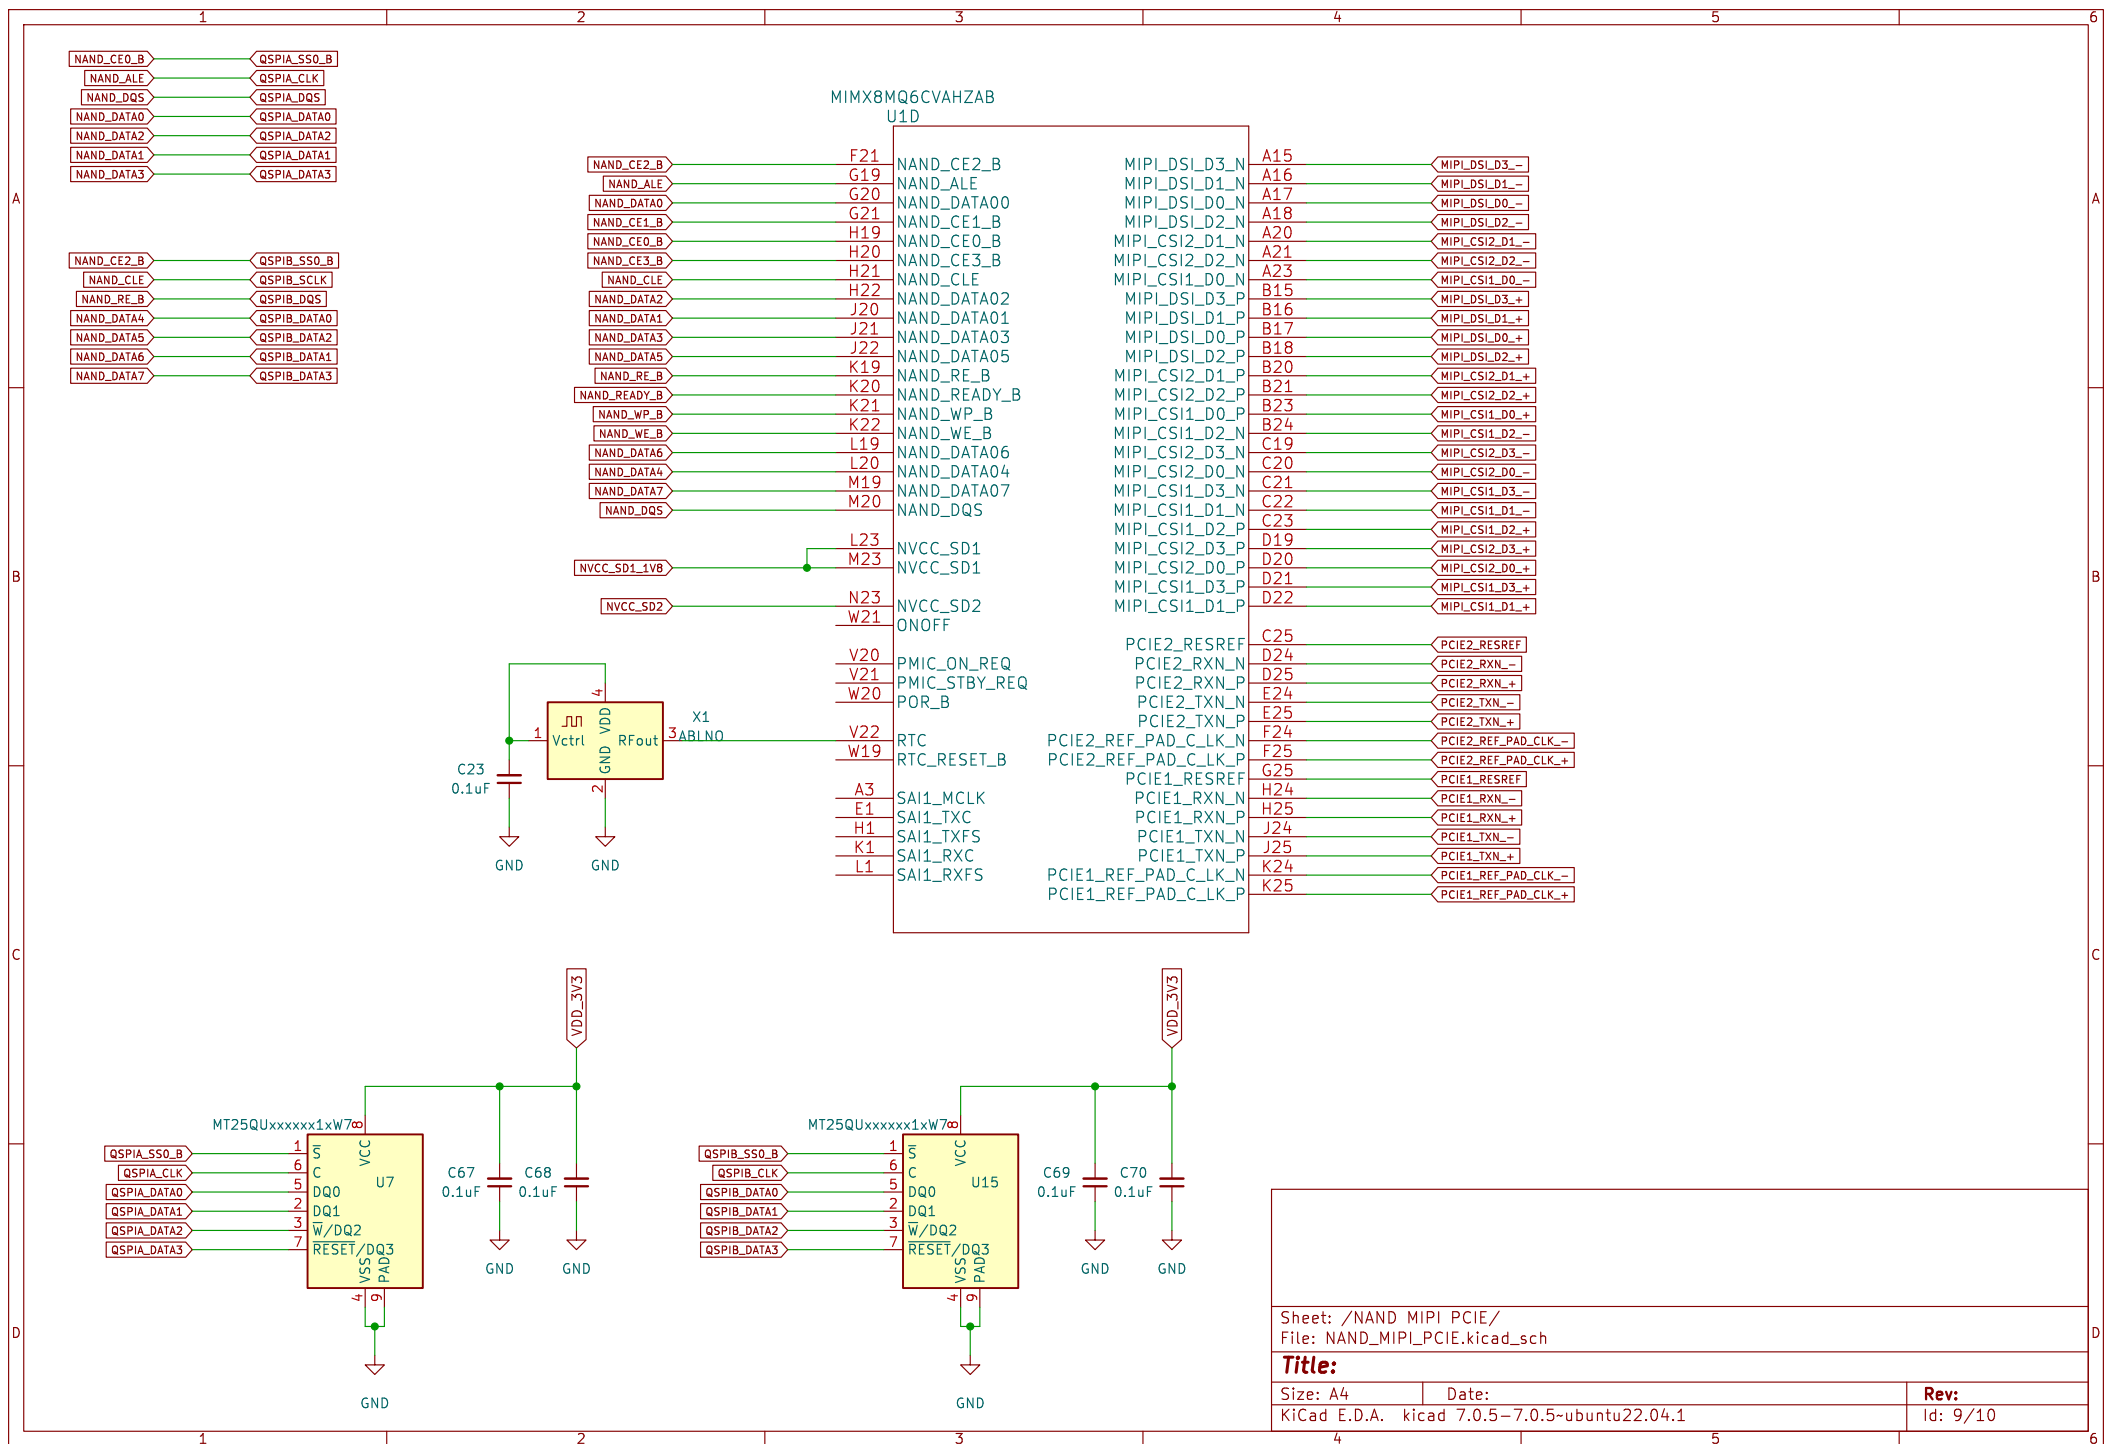 1 2 3 4 5 6
A
B
C
D
NAND_CE0_B QSPIA_SS0_B
NAND_ALE QSPIA_CLK
NAND_DQS QSPIA_DQS
NAND_DATA0 QSPIA_DATA0
NAND_DATA2 QSPIA_DATA2
NAND_DATA1 QSPIA_DATA1
NAND_DATA3 QSPIA_DATA3
NAND_CE2_B QSPIB_SS0_B
NAND_CLE QSPIB_SCLK
NAND_RE_B QSPIB_DQS
NAND_DATA4 QSPIB_DATA0
NAND_DATA5 QSPIB_DATA2
NAND_DATA6 QSPIB_DATA1
NAND_DATA7 QSPIB_DATA3
MIMX8MQ6CVAHZAB
U1D
NAND_CE2_B F21 NAND_CE2_B MIPI_DSI_D3_N A15 MIPI_DSI_D3_-
NAND_ALE G19 NAND_ALE MIPI_DSI_D1_N A16 MIPI_DSI_D1_-
NAND_DATA0 G20 NAND_DATA00 MIPI_DSI_D0_N A17 MIPI_DSI_D0_-
NAND_CE1_B G21 NAND_CE1_B MIPI_DSI_D2_N A18 MIPI_DSI_D2_-
NAND_CE0_B H19 NAND_CE0_B MIPI_CSI2_D1_N A20 MIPI_CSI2_D1_-
NAND_CE3_B H20 NAND_CE3_B MIPI_CSI2_D2_N A21 MIPI_CSI2_D2_-
NAND_CLE H21 NAND_CLE MIPI_CSI1_D0_N A23 MIPI_CSI1_D0_-
NAND_DATA2 H22 NAND_DATA02 MIPI_DSI_D3_P B15 MIPI_DSI_D3_+
NAND_DATA1 J20 NAND_DATA01 MIPI_DSI_D1_P B16 MIPI_DSI_D1_+
NAND_DATA3 J21 NAND_DATA03 MIPI_DSI_D0_P B17 MIPI_DSI_D0_+
NAND_DATA5 J22 NAND_DATA05 MIPI_DSI_D2_P B18 MIPI_DSI_D2_+
NAND_RE_B K19 NAND_RE_B MIPI_CSI2_D1_P B20 MIPI_CSI2_D1_+
NAND_READY_B K20 NAND_READY_B MIPI_CSI2_D2_P B21 MIPI_CSI2_D2_+
NAND_WP_B K21 NAND_WP_B MIPI_CSI1_D0_P B23 MIPI_CSI1_D0_+
NAND_WE_B K22 NAND_WE_B MIPI_CSI1_D2_N B24 MIPI_CSI1_D2_-
NAND_DATA6 L19 NAND_DATA06 MIPI_CSI2_D3_N C19 MIPI_CSI2_D3_-
NAND_DATA4 L20 NAND_DATA04 MIPI_CSI2_D0_N C20 MIPI_CSI2_D0_-
NAND_DATA7 M19 NAND_DATA07 MIPI_CSI1_D3_N C21 MIPI_CSI1_D3_-
NAND_DQS M20 NAND_DQS MIPI_CSI1_D1_N C22 MIPI_CSI1_D1_-
MIPI_CSI1_D2_P C23 MIPI_CSI1_D2_+
L23 NVCC_SD1 MIPI_CSI2_D3_P D19 MIPI_CSI2_D3_+
NVCC_SD1_1V8 M23 NVCC_SD1 MIPI_CSI2_D0_P D20 MIPI_CSI2_D0_+
MIPI_CSI1_D3_P D21 MIPI_CSI1_D3_+
NVCC_SD2 N23 NVCC_SD2 MIPI_CSI1_D1_P D22 MIPI_CSI1_D1_+
W21 ONOFF
PCIE2_RESREF C25 PCIE2_RESREF
V20 PMIC_ON_REQ PCIE2_RXN_N D24 PCIE2_RXN_-
V21 PMIC_STBY_REQ PCIE2_RXN_P D25 PCIE2_RXN_+
W20 POR_B PCIE2_TXN_N E24 PCIE2_TXN_-
PCIE2_TXN_P E25 PCIE2_TXN_+
V22 RTC PCIE2_REF_PAD_C_LK_N F24 PCIE2_REF_PAD_CLK_-
W19 RTC_RESET_B PCIE2_REF_PAD_C_LK_P F25 PCIE2_REF_PAD_CLK_+
PCIE1_RESREF G25 PCIE1_RESREF
A3 SAI1_MCLK PCIE1_RXN_N H24 PCIE1_RXN_-
E1 SAI1_TXC PCIE1_RXN_P H25 PCIE1_RXN_+
H1 SAI1_TXFS PCIE1_TXN_N J24 PCIE1_TXN_-
K1 SAI1_RXC PCIE1_TXN_P J25 PCIE1_TXN_+
L1 SAI1_RXFS PCIE1_REF_PAD_C_LK_N K24 PCIE1_REF_PAD_CLK_-
PCIE1_REF_PAD_C_LK_P K25 PCIE1_REF_PAD_CLK_+
4 VDD
X1
ABLNO
1 Vctrl RFout 3
GND 2
C23
0.1uF
GND GND
VDD_3V3
MT25QUxxxxxx1xW7
8 VCC
QSPIA_SS0_B 1 S
QSPIA_CLK 6 C
QSPIA_DATA0 5 DQ0
QSPIA_DATA1 2 DQ1
QSPIA_DATA2 3 W/DQ2
QSPIA_DATA3 7 RESET/DQ3
U7
VSS PAD
4 9
GND
C67
0.1uF
GND
C68
0.1uF
GND
VDD_3V3
MT25QUxxxxxx1xW7
8 VCC
QSPIB_SS0_B 1 S
QSPIB_CLK 6 C
QSPIB_DATA0 5 DQ0
QSPIB_DATA1 2 DQ1
QSPIB_DATA2 3 W/DQ2
QSPIB_DATA3 7 RESET/DQ3
U15
VSS PAD
4 9
GND
C69
0.1uF
GND
C70
0.1uF
GND
Sheet: /NAND MIPI PCIE/
File: NAND_MIPI_PCIE.kicad_sch
Title:
Size: A4 Date: Rev:
KiCad E.D.A. kicad 7.0.5-7.0.5~ubuntu22.04.1 Id: 9/10
A
B
C
D
1 2 3 4 5 6